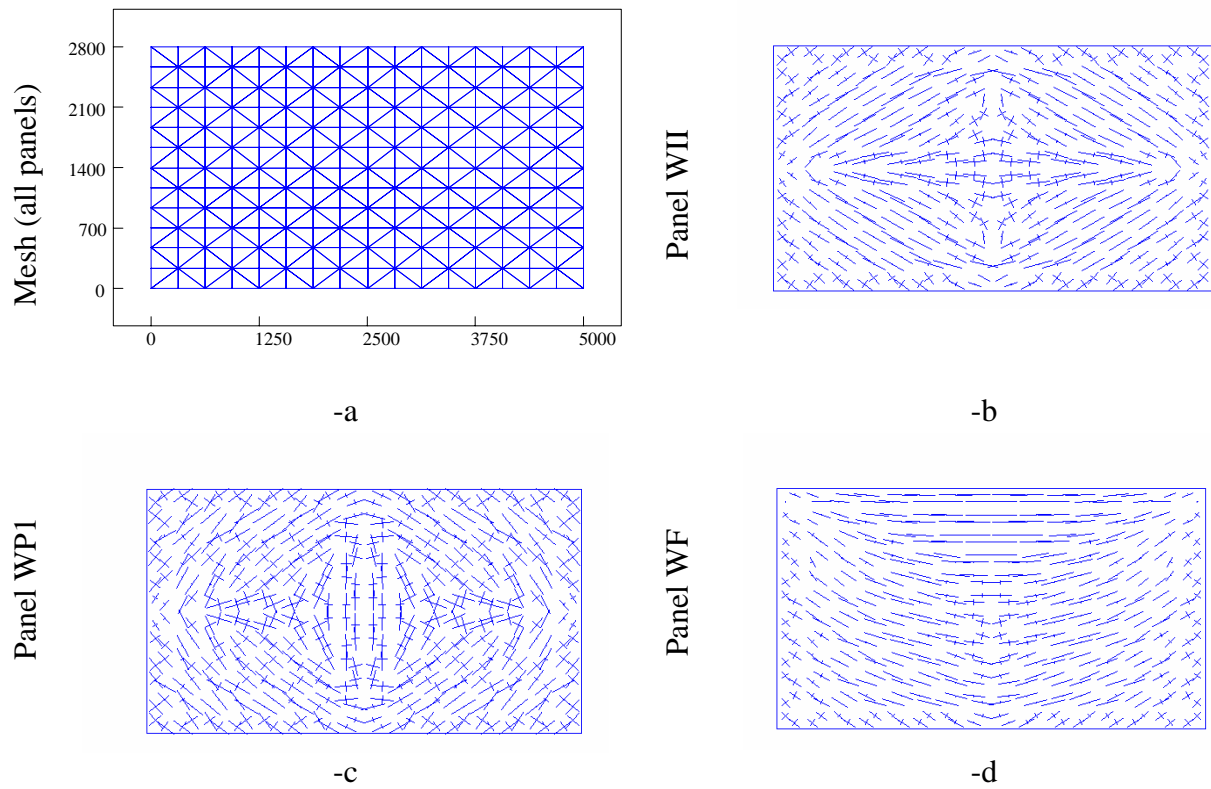 Mesh (all panels)
2800
2100
1400
700
0
0 1250 2500 3750 5000
-a
Panel WII
-b
Panel WP1
-c
Panel WF
-d